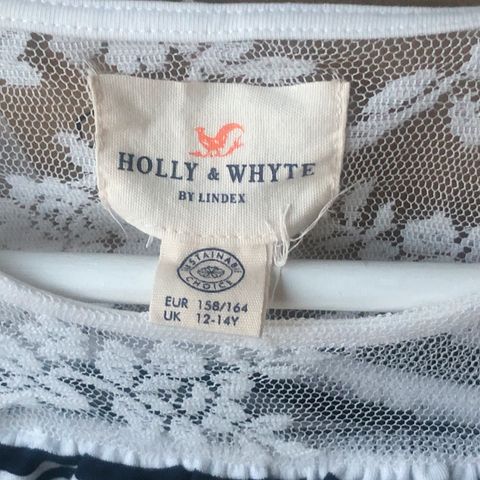 HOLLY & WHYTE
BY LINDEX
SUSTAINABLE
CHOICE
EUR 158/164
UK 12-14Y